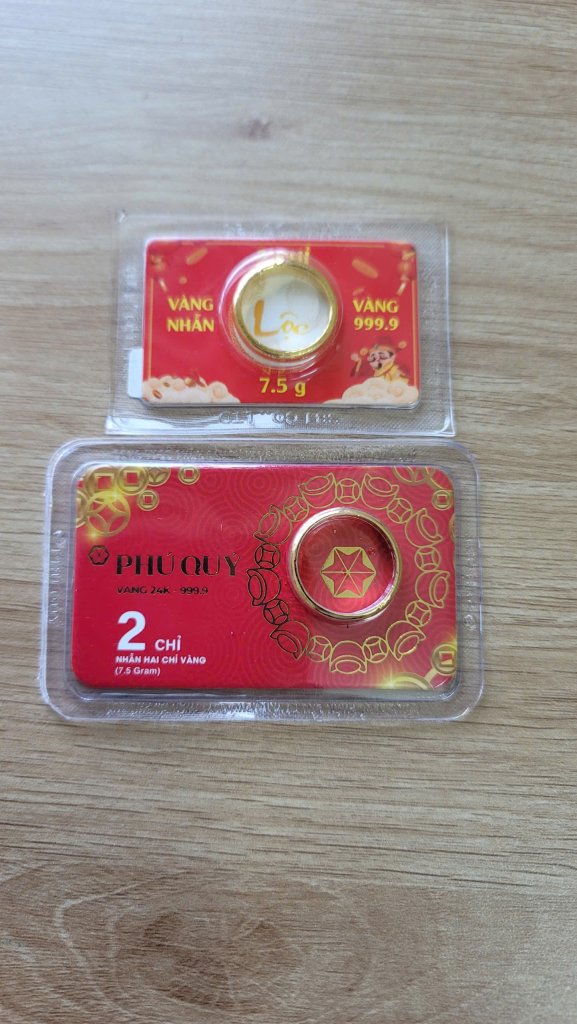 VÀNG
NHẪN
Lộc
VÀNG
999.9
7.5 g
PHÚ QUÝ
VANG 24K - 999.9
2 CHỈ
NHẪN HAI CHỈ VÀNG
(7.5 Gram)